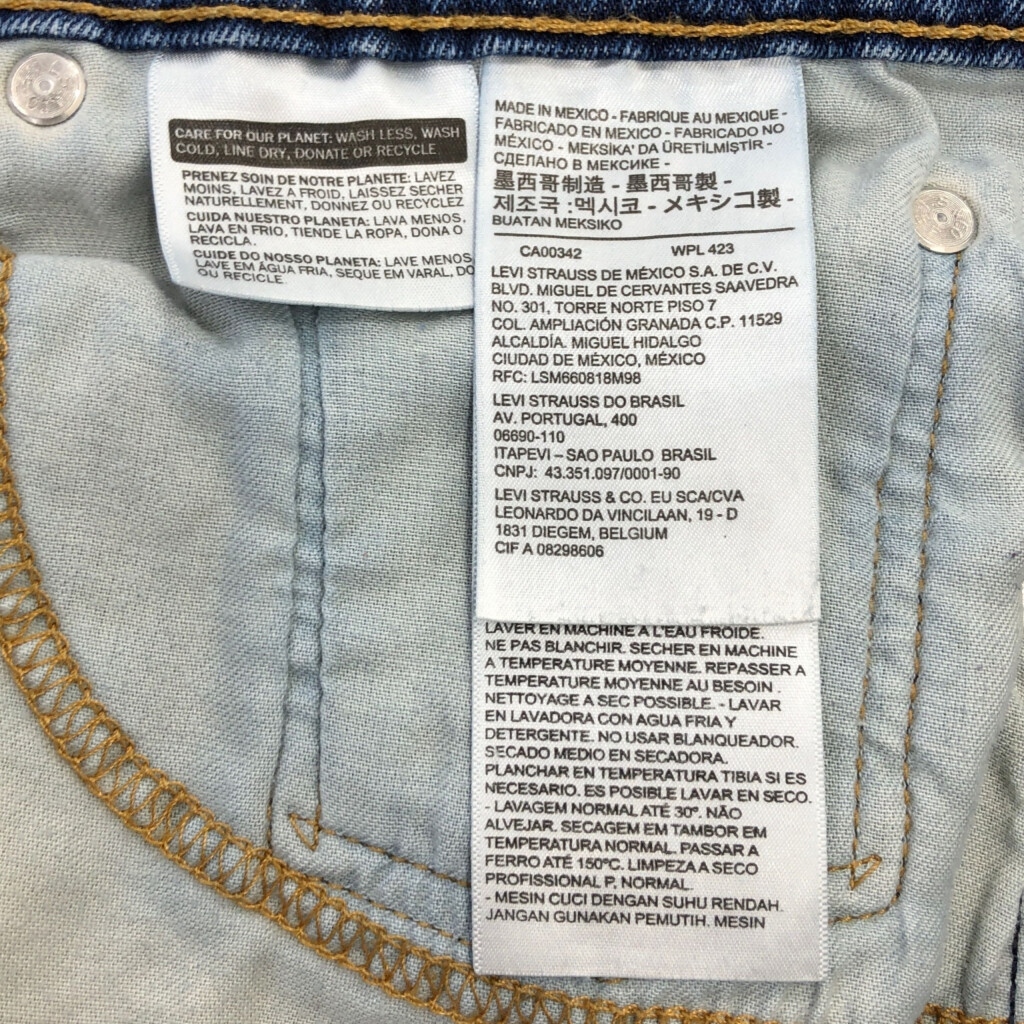 CARE FOR OUR PLANET: WASH LESS, WASH
COLD, LINE DRY, DONATE OR RECYCLE
PRENEZ SOIN DE NOTRE PLANETE: LAVEZ
MOINS, LAVEZ A FROID, LAISSEZ SECHER
NATURELLEMENT, DONNEZ OU RECYCLEZ
CUIDA NUESTRO PLANETA: LAVA MENOS,
LAVA EN FRIO, TIENDE LA ROPA, DONA O
RECICLA.
CUIDE DO NOSSO PLANETA: LAVE MENOS
LAVE EM ÁGUA FRIA, SEQUE EM VARAL, DO
OU RECICLE
MADE IN MEXICO - FABRIQUE AU MEXIQUE -
FABRICADO EN MEXICO - FABRICADO NO
MÉXICO - MEKSİKA' DA ÜRETİLMİŞTİR -
СДЕЛАНО В МЕКСИКЕ -
墨西哥制造 - 墨西哥製 -
제조국 :멕시코 - メキシコ製 -
BUATAN MEKSIKO
CA00342 WPL 423
LEVI STRAUSS DE MÉXICO S.A. DE C.V.
BLVD. MIGUEL DE CERVANTES SAAVEDRA
NO. 301, TORRE NORTE PISO 7
COL. AMPLIACIÓN GRANADA C.P. 11529
ALCALDÍA. MIGUEL HIDALGO
CIUDAD DE MÉXICO, MÉXICO
RFC: LSM660818M98
LEVI STRAUSS DO BRASIL
AV. PORTUGAL, 400
06690-110
ITAPEVI – SAO PAULO BRASIL
CNPJ: 43.351.097/0001-90
LEVI STRAUSS & CO. EU SCA/CVA
LEONARDO DA VINCILAAN, 19 - D
1831 DIEGEM, BELGIUM
CIF A 08298606
LAVER EN MACHINE A L'EAU FROIDE.
NE PAS BLANCHIR. SECHER EN MACHINE
A TEMPERATURE MOYENNE. REPASSER A
TEMPERATURE MOYENNE AU BESOIN .
NETTOYAGE A SEC POSSIBLE. - LAVAR
EN LAVADORA CON AGUA FRIA Y
DETERGENTE. NO USAR BLANQUEADOR.
SECADO MEDIO EN SECADORA.
PLANCHAR EN TEMPERATURA TIBIA SI ES
NECESARIO. ES POSIBLE LAVAR EN SECO.
- LAVAGEM NORMAL ATÉ 30º. NÃO
ALVEJAR. SECAGEM EM TAMBOR EM
TEMPERATURA NORMAL. PASSAR A
FERRO ATÉ 150ºC. LIMPEZA A SECO
PROFISSIONAL P, NORMAL.
- MESIN CUCI DENGAN SUHU RENDAH.
JANGAN GUNAKAN PEMUTIH. MESIN